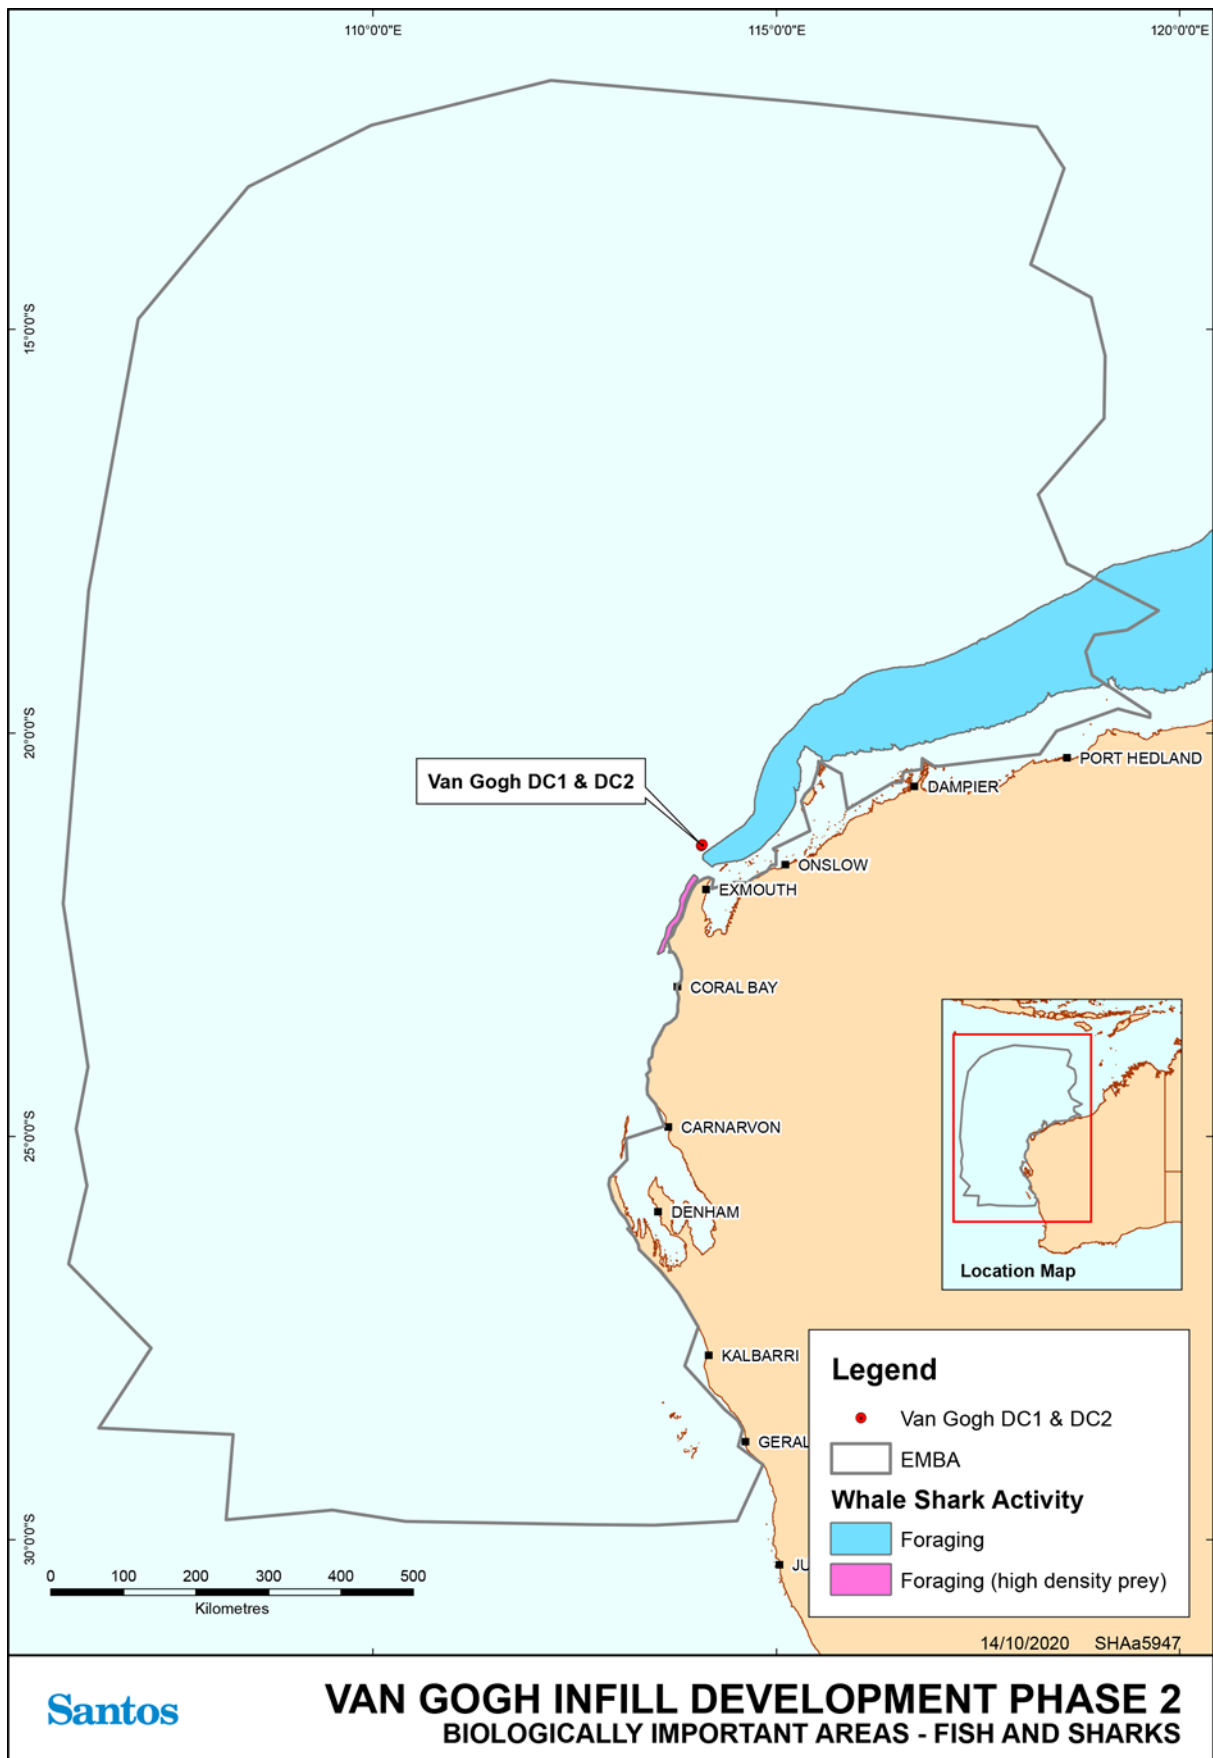 110°0'0"E
115°0'0"E
120°0'0"E
15°0'0"S
20°0'0"S
25°0'0"S
30°0'0"S
Van Gogh DC1 & DC2
PORT HEDLAND
DAMPIER
ONSLOW
EXMOUTH
CORAL BAY
CARNARVON
DENHAM
KALBARRI
GERAL
JU
Location Map
Legend
Van Gogh DC1 & DC2
EMBA
Whale Shark Activity
Foraging
Foraging (high density prey)
0 100 200 300 400 500
Kilometres
14/10/2020 SHAa5947
Santos
VAN GOGH INFILL DEVELOPMENT PHASE 2
BIOLOGICALLY IMPORTANT AREAS - FISH AND SHARKS